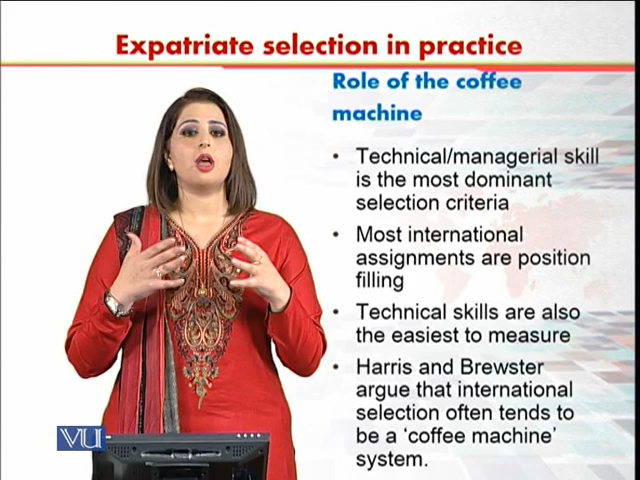 Expatriate selection in practice
Role of the coffee
machine
• Technical/managerial skill
is the most dominant
selection criteria
• Most international
assignments are position
filling
• Technical skills are also
the easiest to measure
• Harris and Brewster
argue that international
selection often tends to
be a ‘coffee machine’
system.
VU